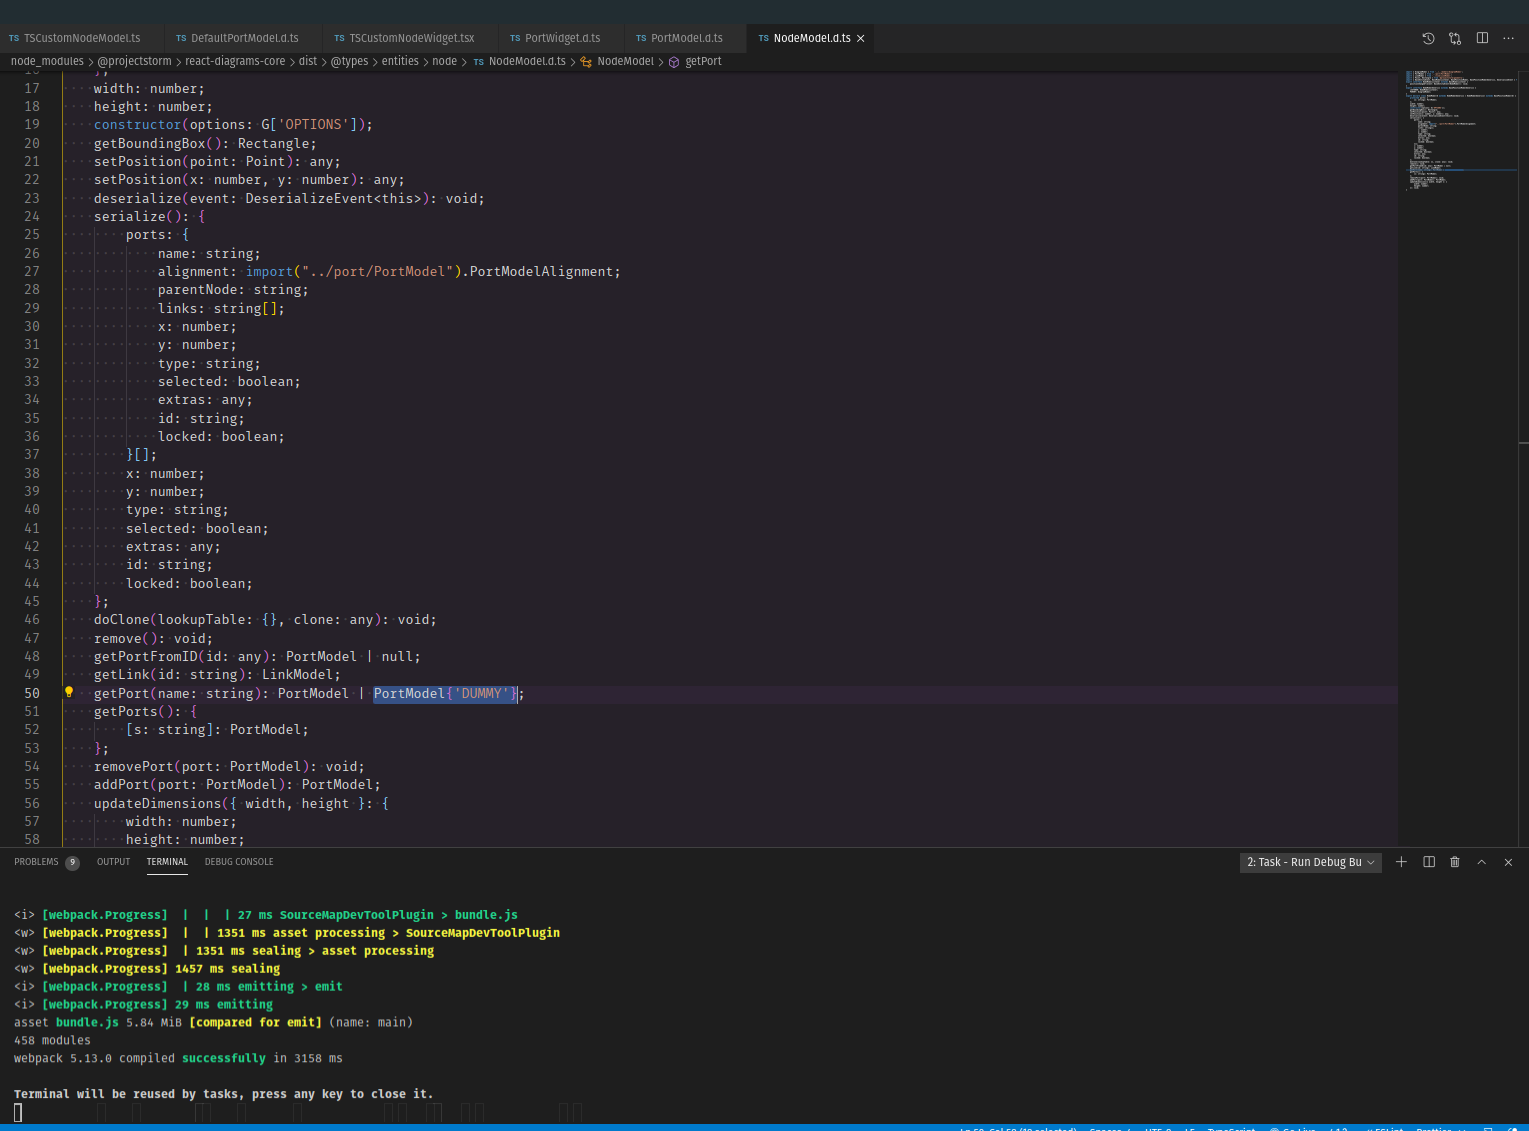 TS TSCustomNodeModel.ts TS DefaultPortModel.d.ts TS TSCustomNodeWidget.tsx TS PortWidget.d.ts TS PortModel.d.ts TS NodeModel.d.ts ×
node_modules > @projectstorm > react-diagrams-core > dist > @types > entities > node > TS NodeModel.d.ts > NodeModel > getPort
16 };
17 width: number;
18 height: number;
19 constructor(options: G['OPTIONS']);
20 getBoundingBox(): Rectangle;
21 setPosition(point: Point): any;
22 setPosition(x: number, y: number): any;
23 deserialize(event: DeserializeEvent<this>): void;
24 serialize(): {
25 ports: {
26 name: string;
27 alignment: import("../port/PortModel").PortModelAlignment;
28 parentNode: string;
29 links: string[];
30 x: number;
31 y: number;
32 type: string;
33 selected: boolean;
34 extras: any;
35 id: string;
36 locked: boolean;
37 }[];
38 x: number;
39 y: number;
40 type: string;
41 selected: boolean;
42 extras: any;
43 id: string;
44 locked: boolean;
45 };
46 doClone(lookupTable: {}, clone: any): void;
47 remove(): void;
48 getPortFromID(id: any): PortModel | null;
49 getLink(id: string): LinkModel;
50 getPort(name: string): PortModel | PortModel{'DUMMY'};
51 getPorts(): {
52 [s: string]: PortModel;
53 };
54 removePort(port: PortModel): void;
55 addPort(port: PortModel): PortModel;
56 updateDimensions({ width, height }: {
57 width: number;
58 height: number;
PROBLEMS 9 OUTPUT TERMINAL DEBUG CONSOLE 2: Task - Run Debug Bu
<i> [webpack.Progress] | | | 27 ms SourceMapDevToolPlugin > bundle.js
<w> [webpack.Progress] | | 1351 ms asset processing > SourceMapDevToolPlugin
<w> [webpack.Progress] | 1351 ms sealing > asset processing
<w> [webpack.Progress] 1457 ms sealing
<i> [webpack.Progress] | 28 ms emitting > emit
<i> [webpack.Progress] 29 ms emitting
asset bundle.js 5.84 MiB [compared for emit] (name: main)
458 modules
webpack 5.13.0 compiled successfully in 3158 ms
Terminal will be reused by tasks, press any key to close it.